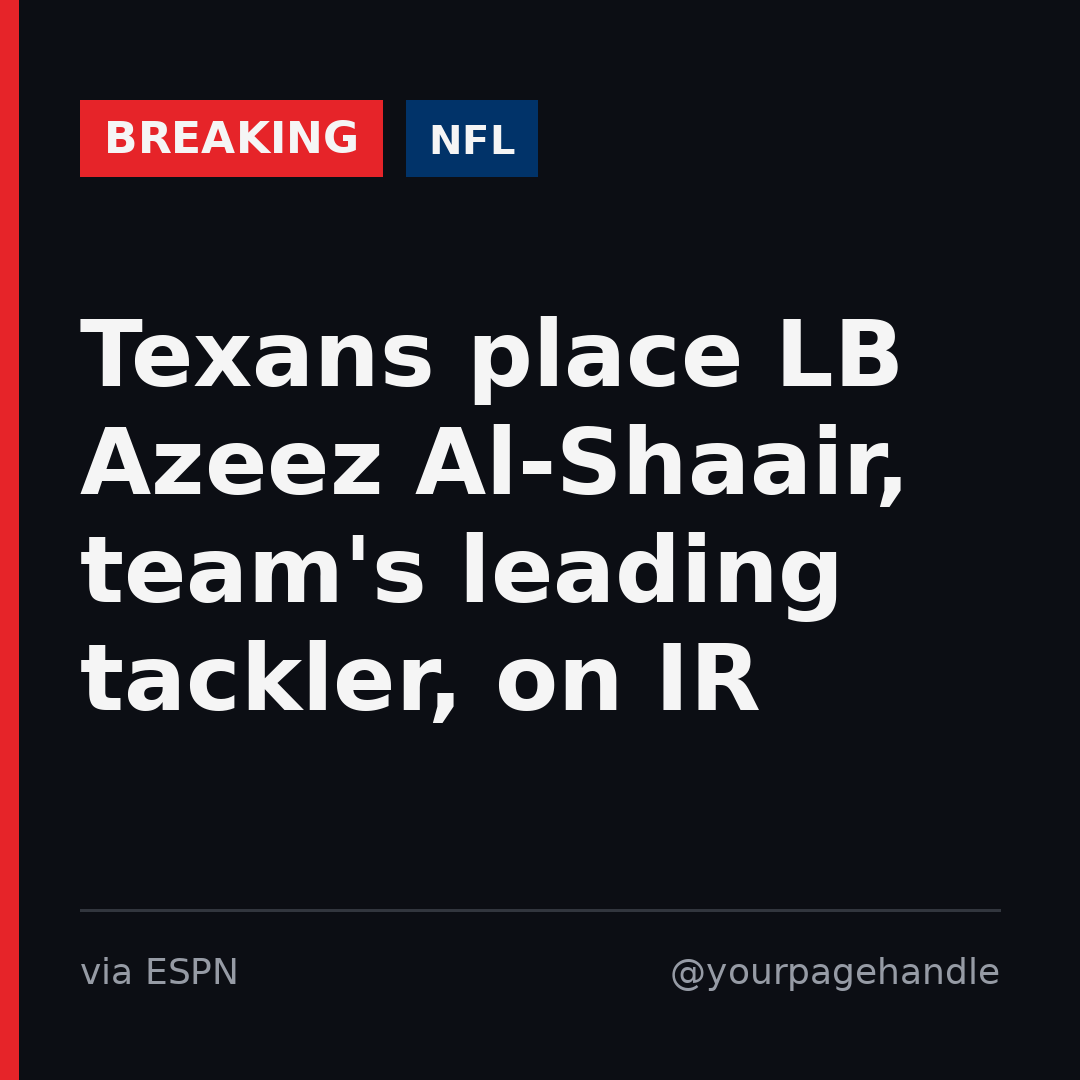 BREAKING NFL
Texans place LB
Azeez Al-Shaair,
team's leading
tackler, on IR
via ESPN @yourpagehandle